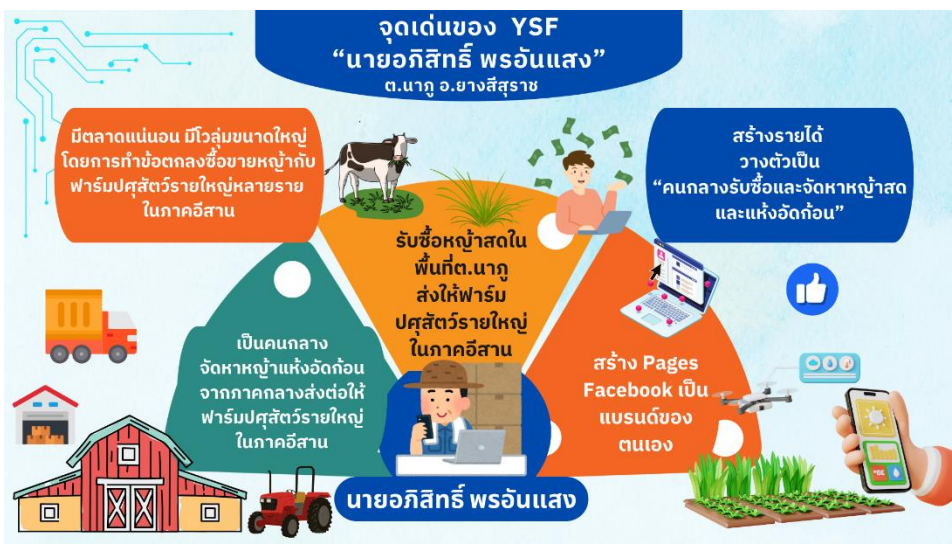 จุดเด่นของ YSF
“นายอภิสิทธิ์ พรอันแสง”
ต.นาภู อ.ยางสีสุราช
มีตลาดแน่นอน มีโวลุ่มขนาดใหญ่
โดยการทำข้อตกลงซื้อขายหญ้ากับ
ฟาร์มปศุสัตว์รายใหญ่หลายราย
ในภาคอีสาน
สร้างรายได้
วางตัวเป็น
“คนกลางรับซื้อและจัดหาหญ้าสด
และแห้งอัดก้อน”
รับซื้อหญ้าสดใน
พื้นที่ต.นาภู
ส่งให้ฟาร์ม
ปศุสัตว์รายใหญ่
ในภาคอีสาน
เป็นคนกลาง
จัดหาหญ้าแห้งอัดก้อน
จากภาคกลางส่งต่อให้
ฟาร์มปศุสัตว์รายใหญ่
ในภาคอีสาน
สร้าง Pages
Facebook เป็น
แบรนด์ของ
ตนเอง
นายอภิสิทธิ์ พรอันแสง